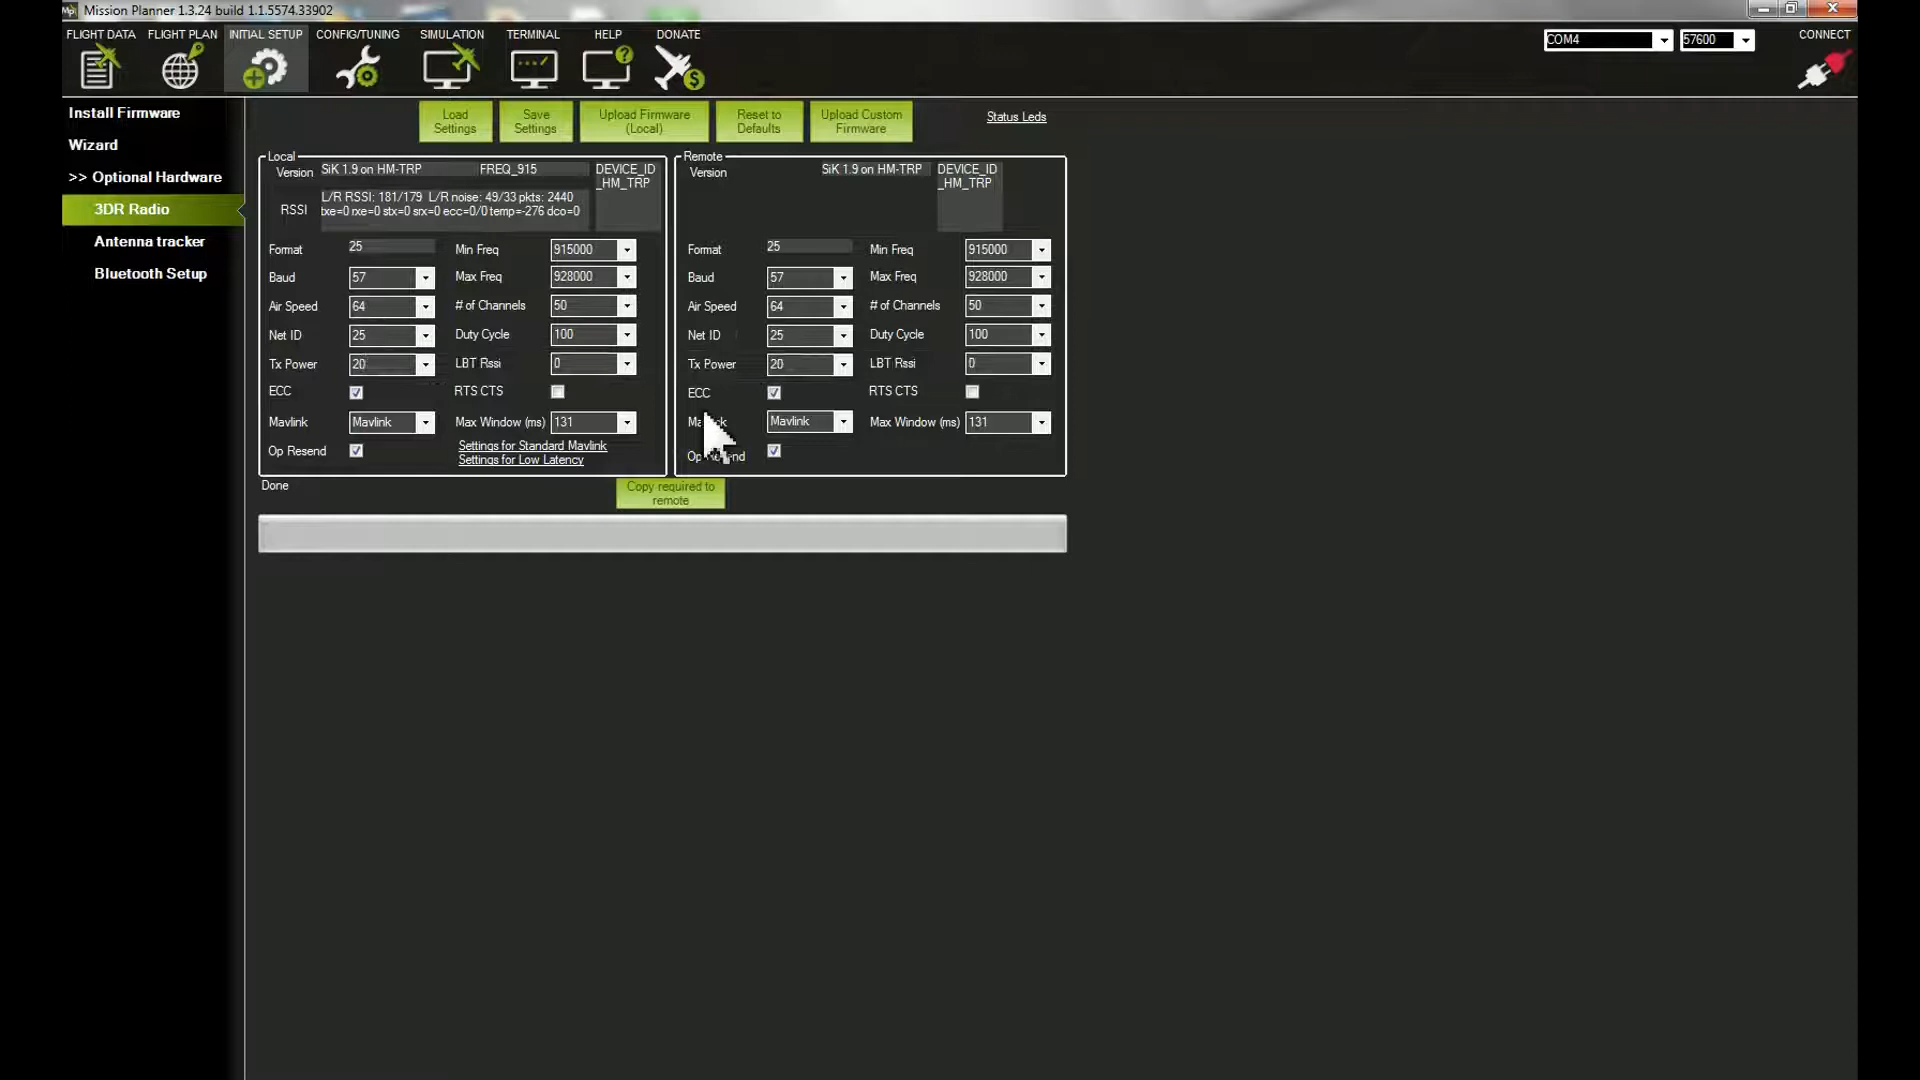 Mission Planner 1.3.24 build 1.1.5574.33902
FLIGHT DATA FLIGHT PLAN INITIAL SETUP CONFIG/TUNING SIMULATION TERMINAL HELP DONATE
COM4 57600 CONNECT
Install Firmware
Wizard
>> Optional Hardware
3DR Radio
Antenna tracker
Bluetooth Setup
Load
Settings
Save
Settings
Upload Firmware
(Local)
Reset to
Defaults
Upload Custom
Firmware
Status Leds
Local
Version SiK 1.9 on HM-TRP FREQ_915 DEVICE_ID
_HM_TRP
RSSI L/R RSSI: 181/179 L/R noise: 49/33 pkts: 2440
txe=0 rxe=0 stx=0 srx=0 ecc=0/0 temp=-276 dco=0
Format 25 Min Freq 915000
Baud 57 Max Freq 928000
Air Speed 64 # of Channels 50
Net ID 25 Duty Cycle 100
Tx Power 20 LBT Rssi 0
ECC RTS CTS
Mavlink Mavlink Max Window (ms) 131
Op Resend Settings for Standard Mavlink
Settings for Low Latency
Remote
Version SiK 1.9 on HM-TRP DEVICE_ID
_HM_TRP
Format 25 Min Freq 915000
Baud 57 Max Freq 928000
Air Speed 64 # of Channels 50
Net ID 25 Duty Cycle 100
Tx Power 20 LBT Rssi 0
ECC RTS CTS
Mavlink Max Window (ms) 131
Done
Copy required to
remote